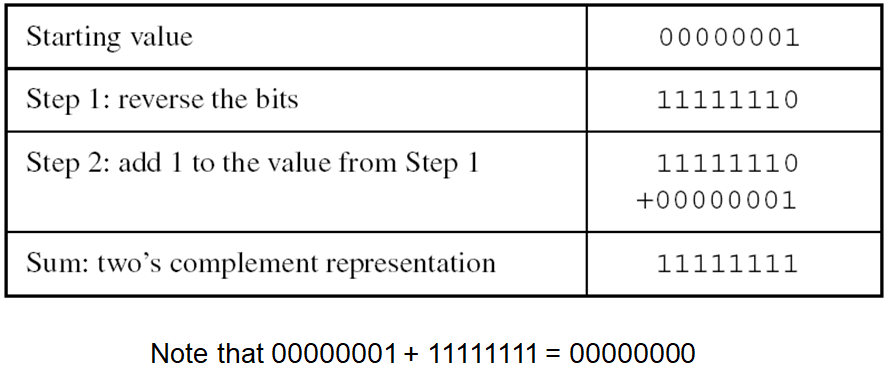 Starting value 00000001
Step 1: reverse the bits 11111110
Step 2: add 1 to the value from Step 1 11111110
+00000001
Sum: two’s complement representation 11111111
Note that 00000001 + 11111111 = 00000000